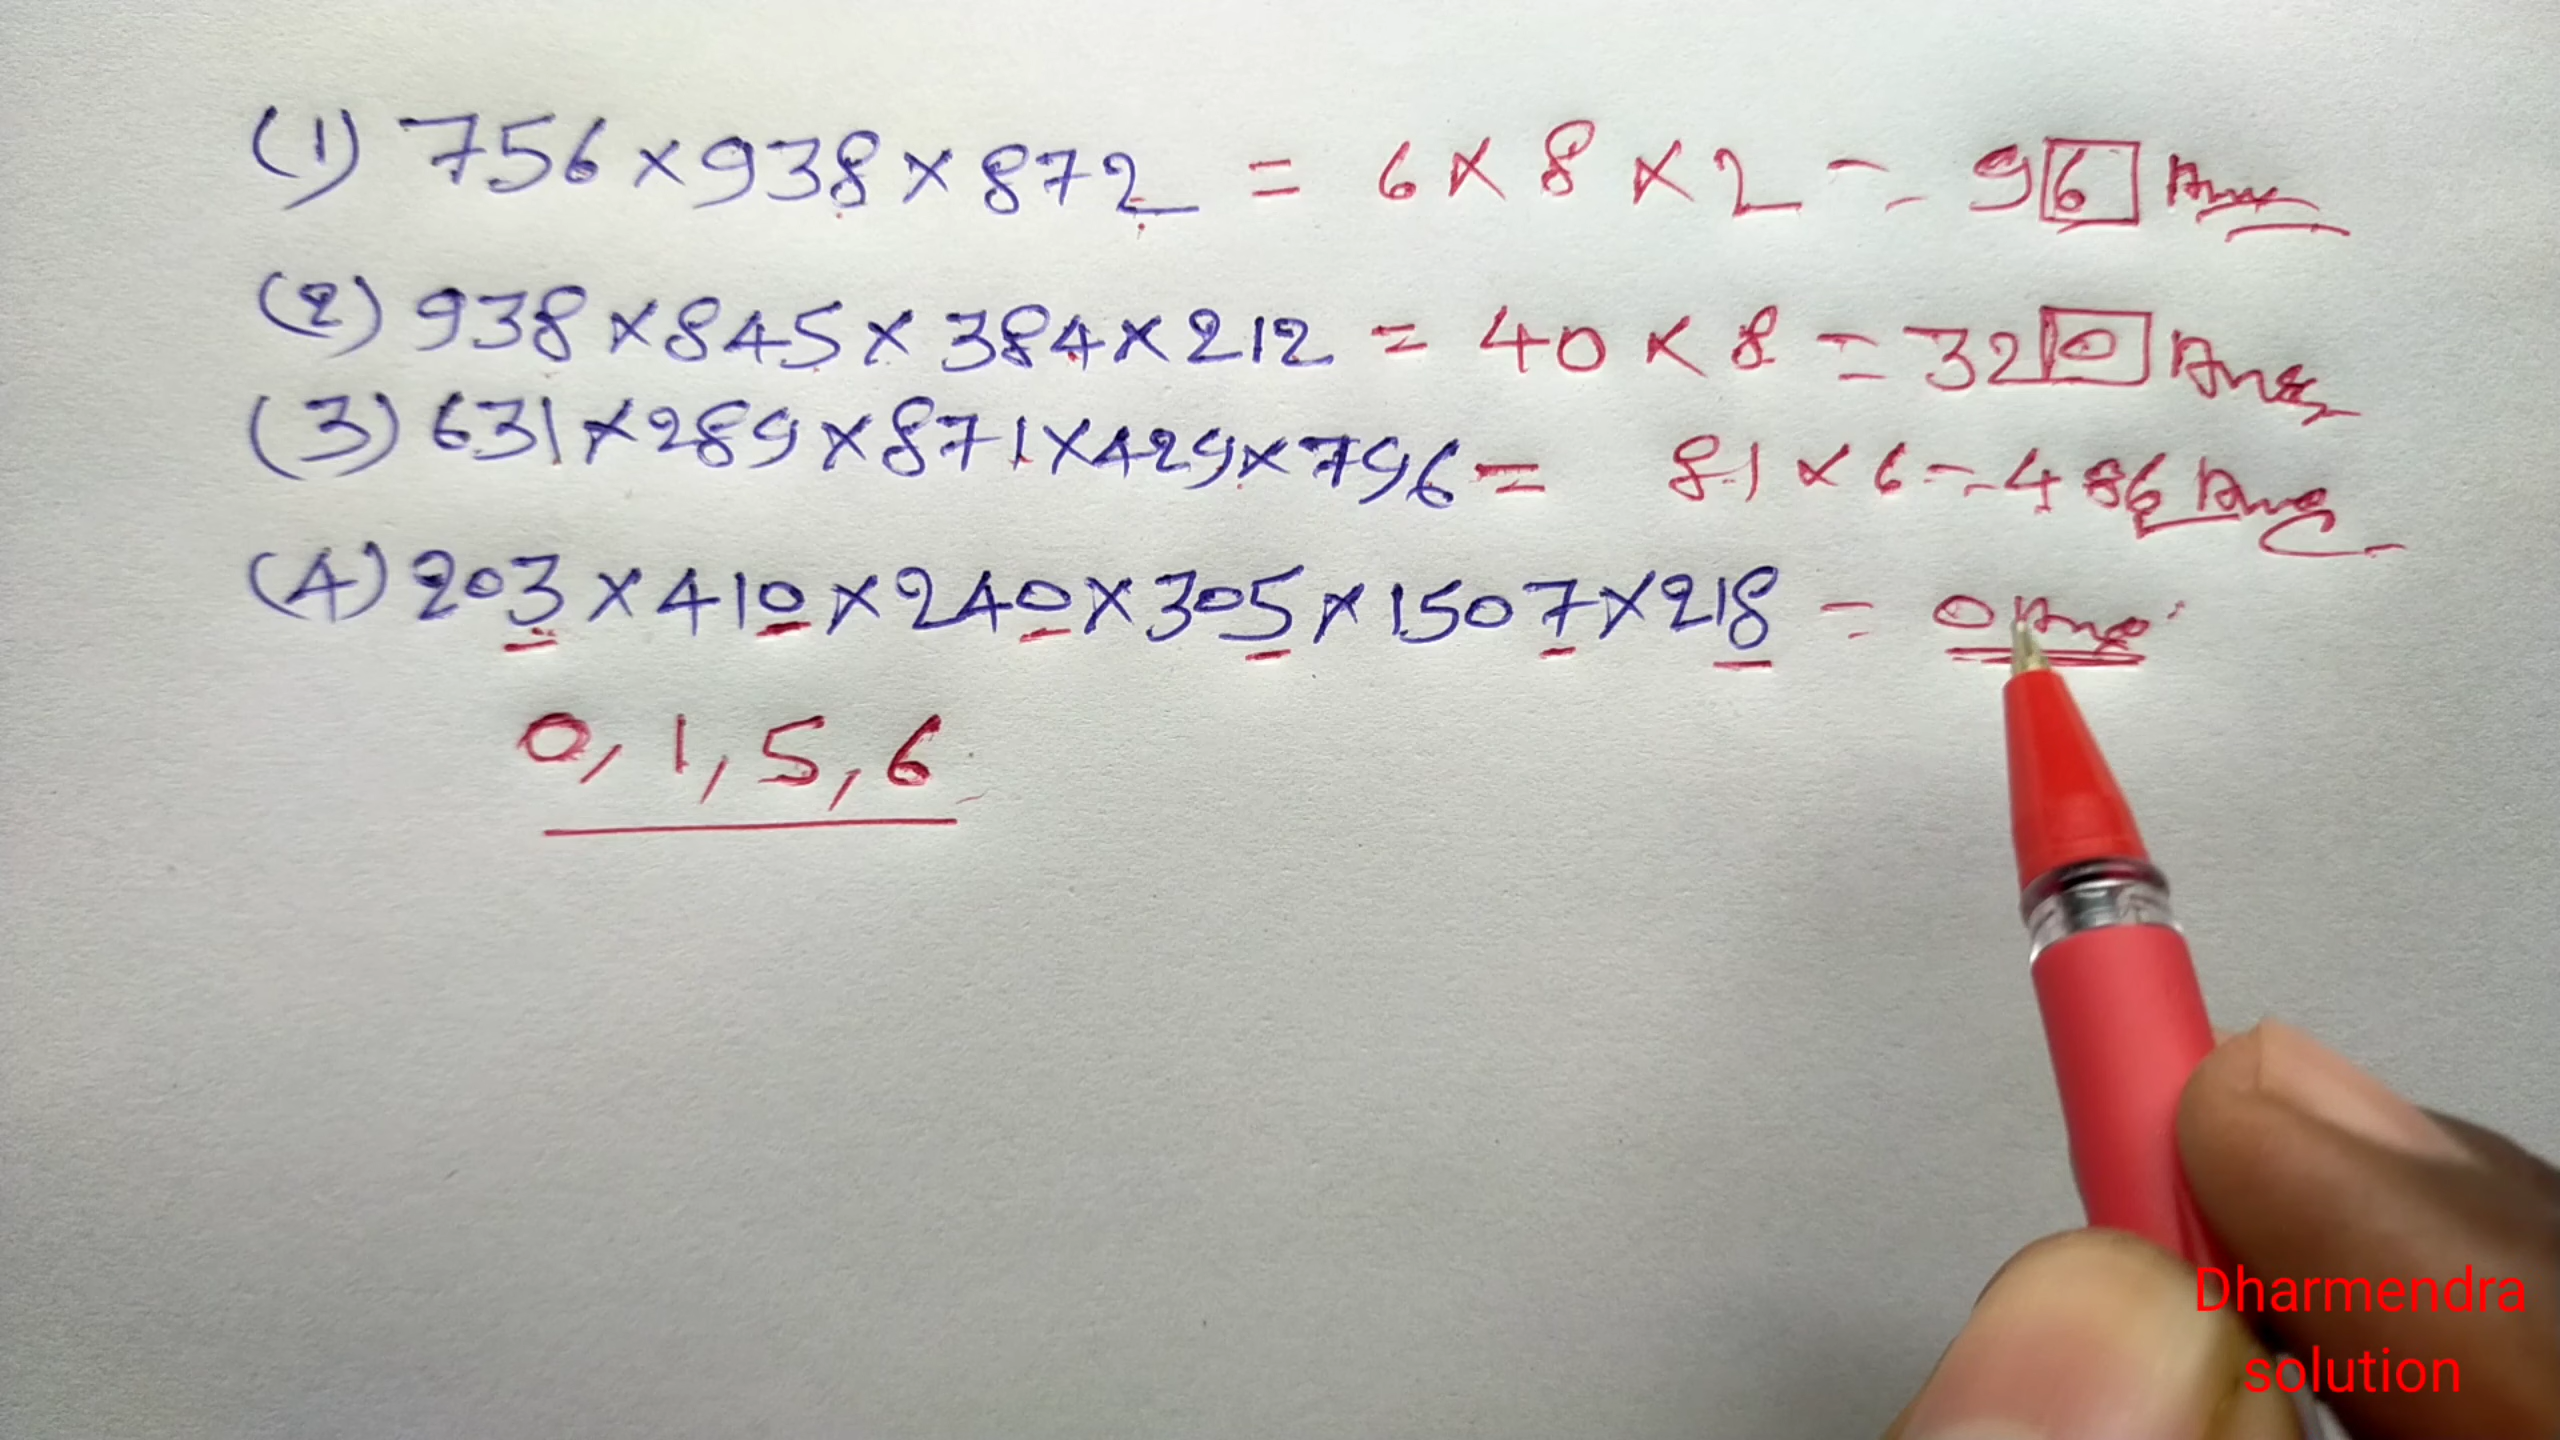 (1) 756×938×872 = 6×8×2 = 96 Ans
(2) 938×845×384×212 = 40×8 = 320 Ans
(3) 631×289×871×429×796 = 81×6 = 486 Ans
(4) 203×410×240×305×1507×218 = 0 Ans
0, 1, 5, 6
Dharmendra
solution